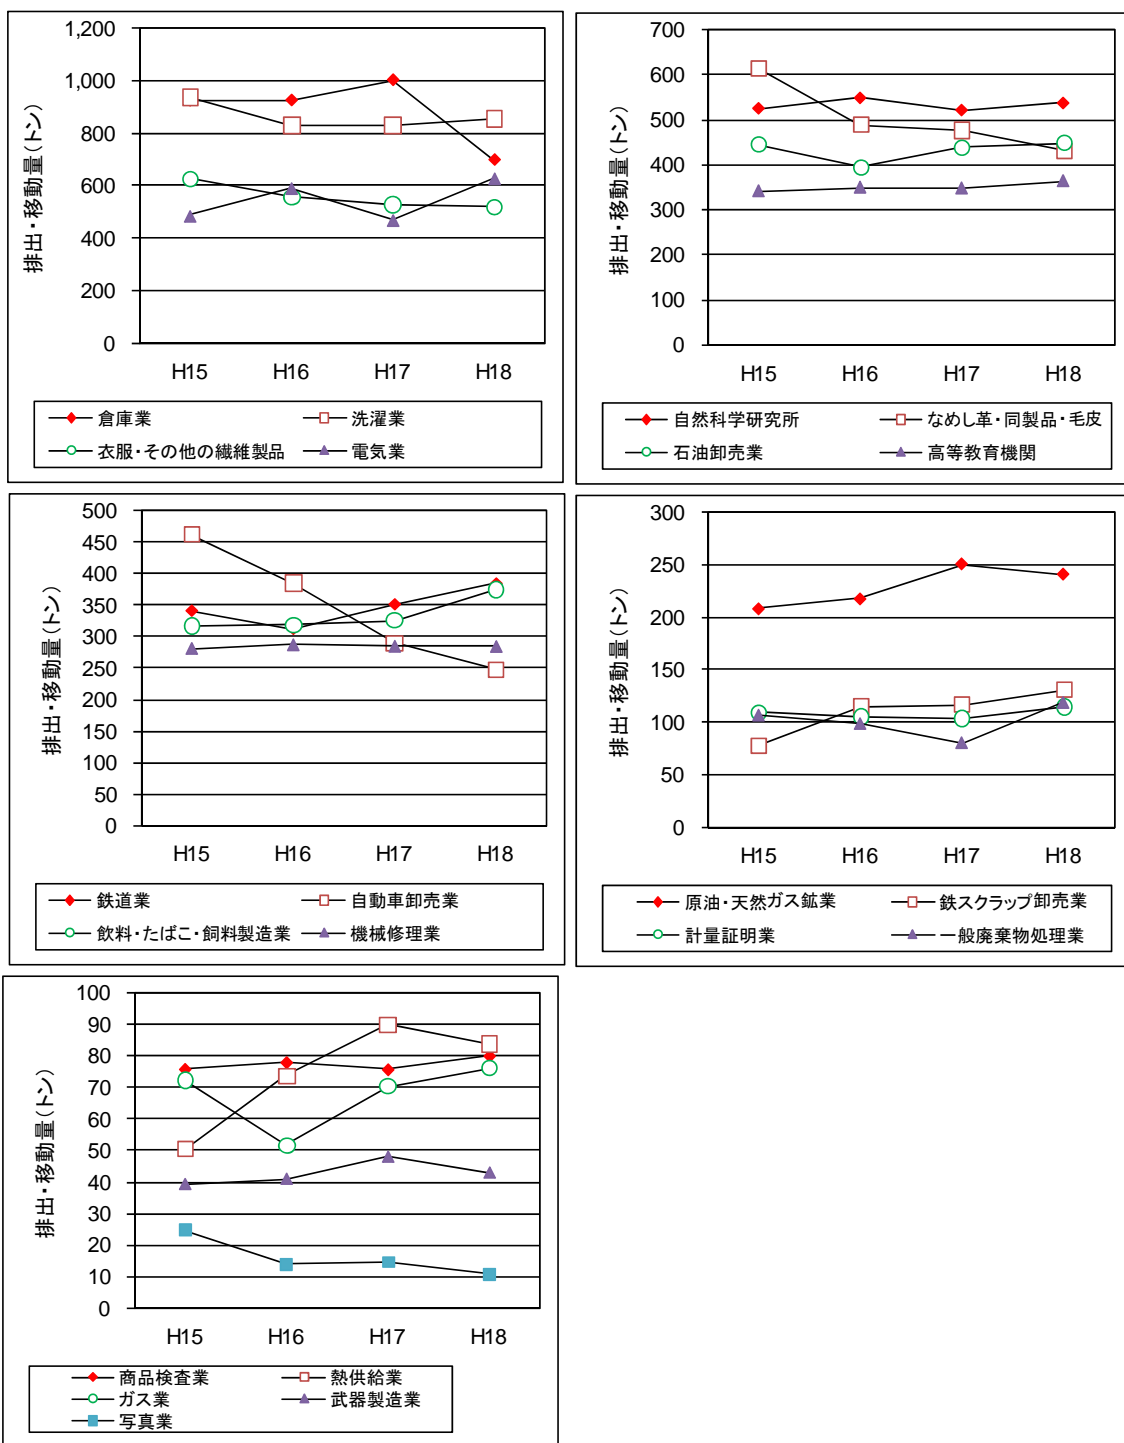 1,200
1,000
800
600
400
200
0
排出・移動量(トン)
H15 H16 H17 H18
倉庫業 洗濯業
衣服・その他の繊維製品 電気業
700
600
500
400
300
200
100
0
排出・移動量(トン)
H15 H16 H17 H18
自然科学研究所 なめし革・同製品・毛皮
石油卸売業 高等教育機関
500
450
400
350
300
250
200
150
100
50
0
排出・移動量(トン)
H15 H16 H17 H18
鉄道業 自動車卸売業
飲料・たばこ・飼料製造業 機械修理業
300
250
200
150
100
50
0
排出・移動量(トン)
H15 H16 H17 H18
原油・天然ガス鉱業 鉄スクラップ卸売業
計量証明業 一般廃棄物処理業
100
90
80
70
60
50
40
30
20
10
0
排出・移動量(トン)
H15 H16 H17 H18
商品検査業 熱供給業
ガス業 武器製造業
写真業